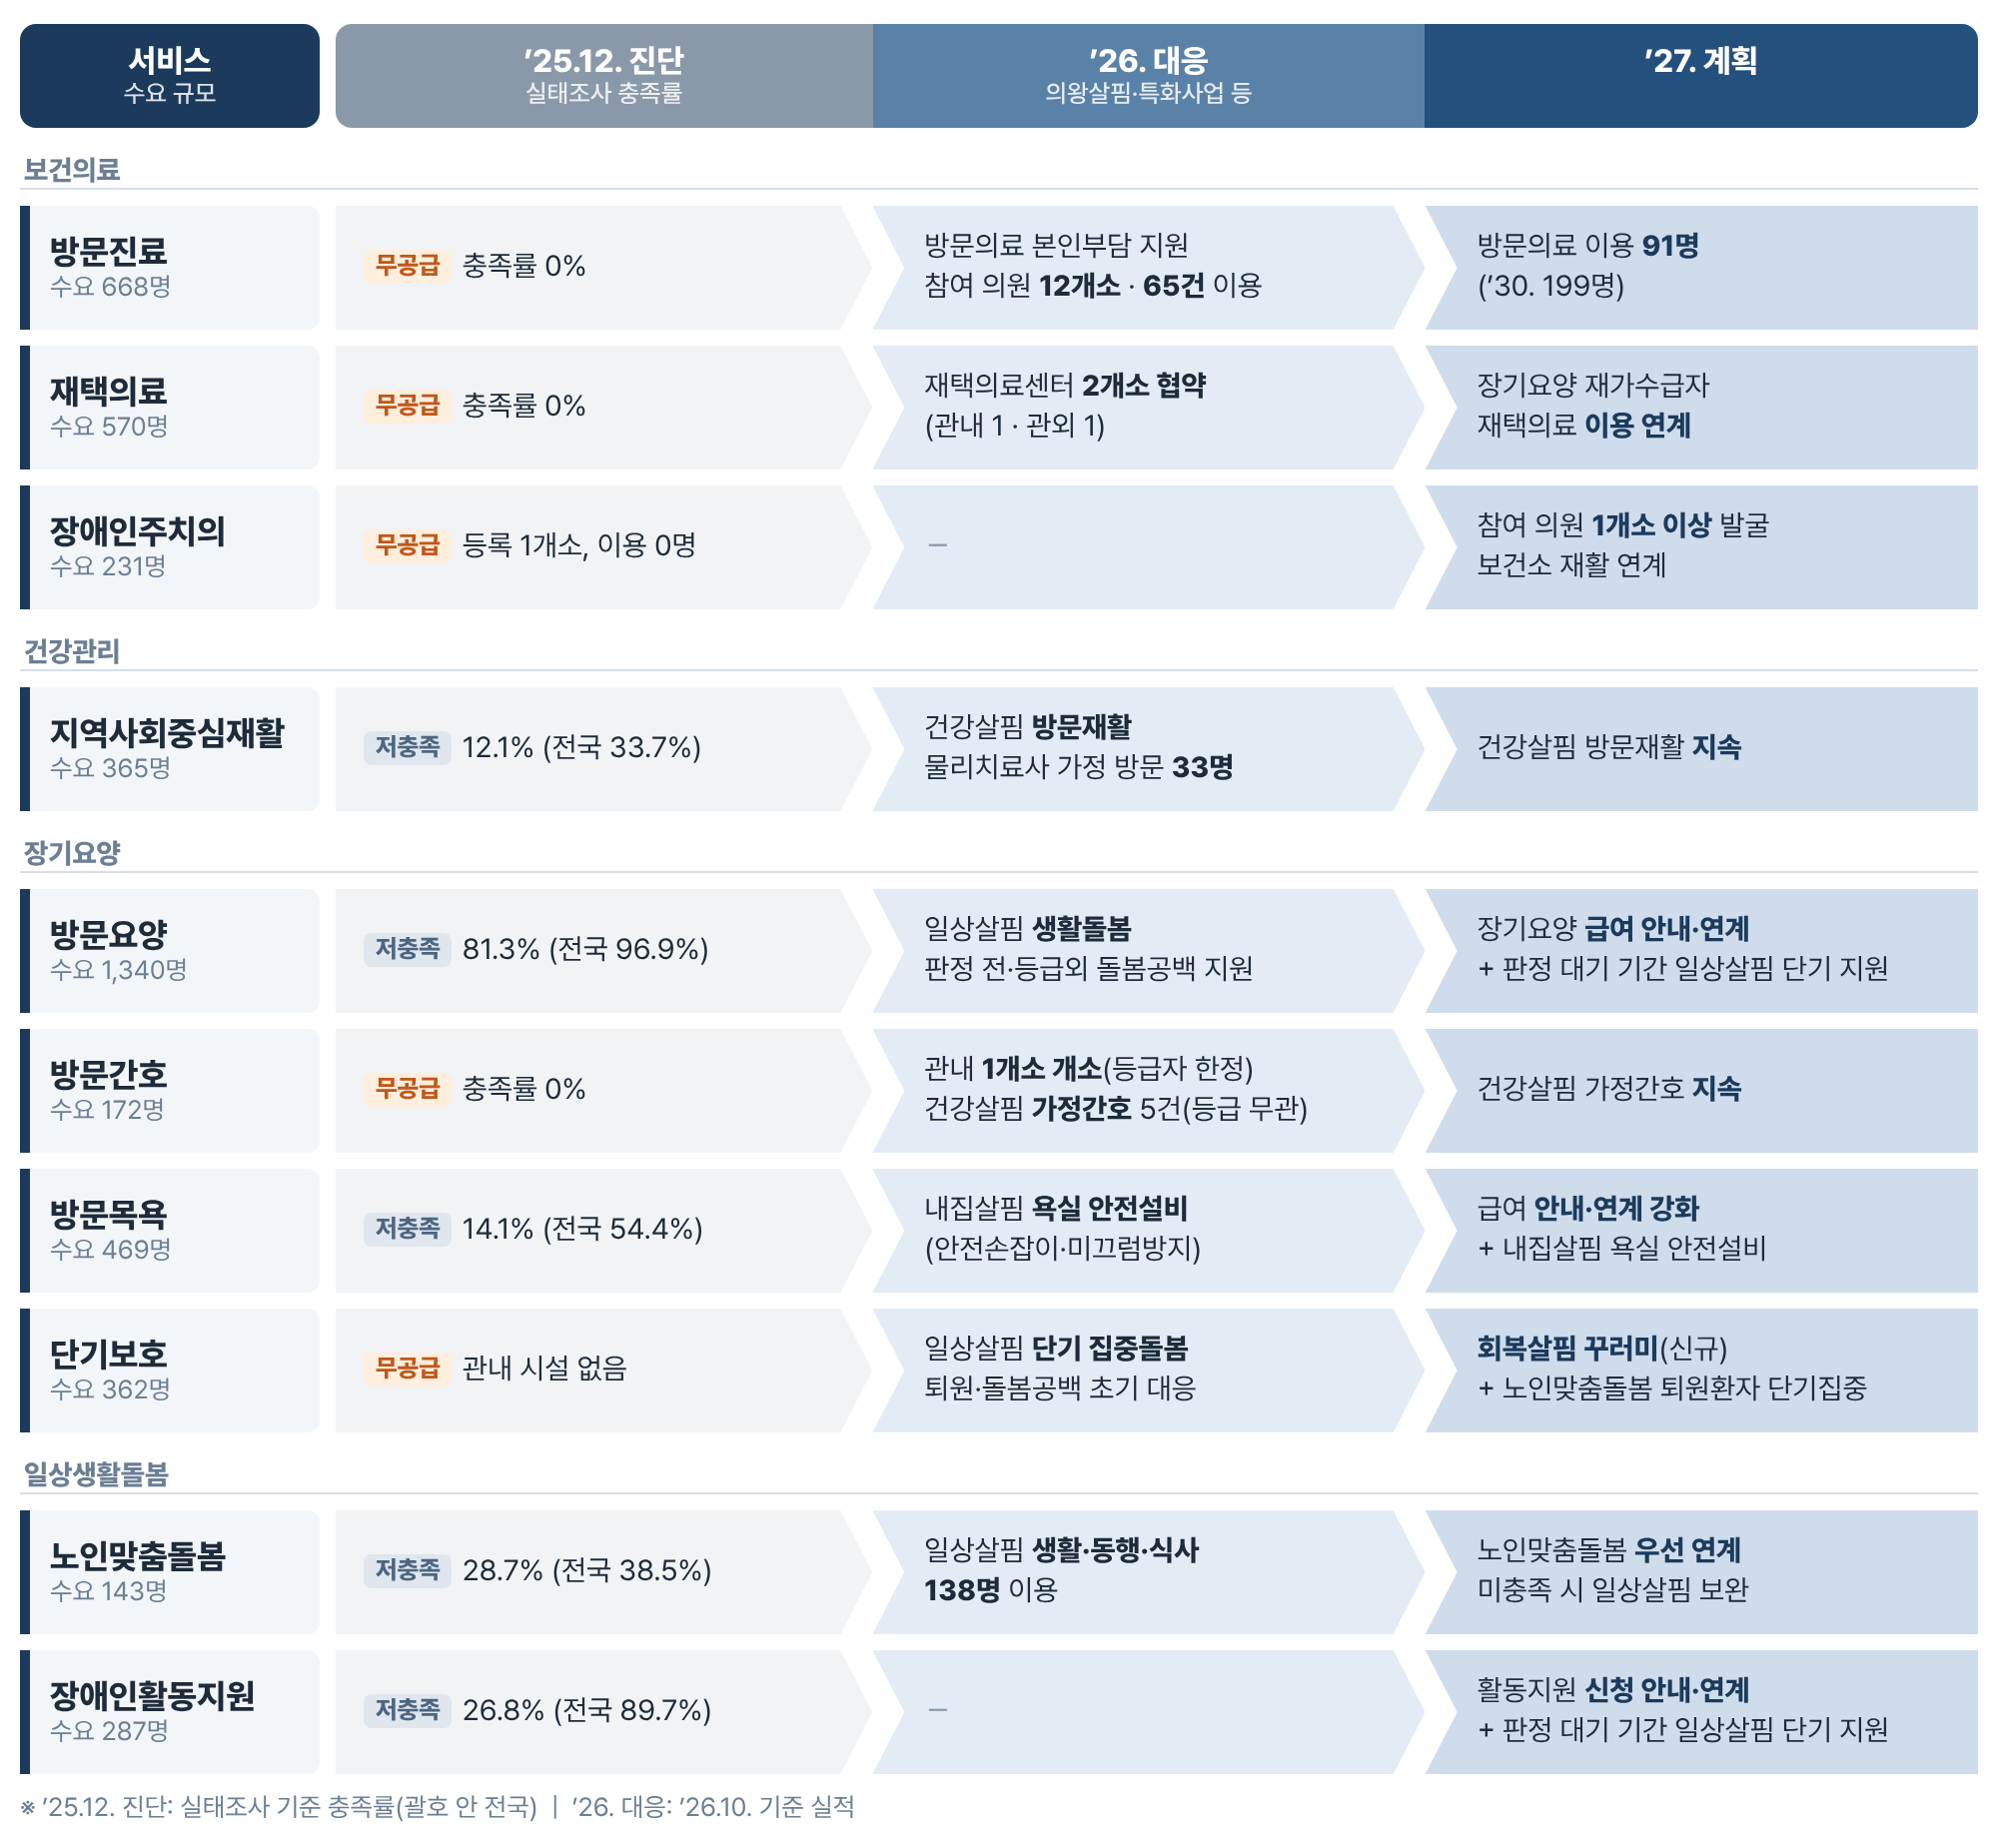 서비스
수요 규모
’25.12. 진단
실태조사 충족률
’26. 대응
의왕살핌·특화사업 등
’27. 계획
보건의료
방문진료
수요 668명
무공급 충족률 0%
방문의료 본인부담 지원
참여 의원 12개소 · 65건 이용
방문의료 이용 91명
(’30. 199명)
재택의료
수요 570명
무공급 충족률 0%
재택의료센터 2개소 협약
(관내 1 · 관외 1)
장기요양 재가수급자
재택의료 이용 연계
장애인주치의
수요 231명
무공급 등록 1개소, 이용 0명
–
참여 의원 1개소 이상 발굴
보건소 재활 연계
건강관리
지역사회중심재활
수요 365명
저충족 12.1% (전국 33.7%)
건강살핌 방문재활
물리치료사 가정 방문 33명
건강살핌 방문재활 지속
장기요양
방문요양
수요 1,340명
저충족 81.3% (전국 96.9%)
일상살핌 생활돌봄
판정 전·등급외 돌봄공백 지원
장기요양 급여 안내·연계
+ 판정 대기 기간 일상살핌 단기 지원
방문간호
수요 172명
무공급 충족률 0%
관내 1개소 개소(등급자 한정)
건강살핌 가정간호 5건(등급 무관)
건강살핌 가정간호 지속
방문목욕
수요 469명
저충족 14.1% (전국 54.4%)
내집살핌 욕실 안전설비
(안전손잡이·미끄럼방지)
급여 안내·연계 강화
+ 내집살핌 욕실 안전설비
단기보호
수요 362명
무공급 관내 시설 없음
일상살핌 단기 집중돌봄
퇴원·돌봄공백 초기 대응
회복살핌 꾸러미(신규)
+ 노인맞춤돌봄 퇴원환자 단기집중
일상생활돌봄
노인맞춤돌봄
수요 143명
저충족 28.7% (전국 38.5%)
일상살핌 생활·동행·식사
138명 이용
노인맞춤돌봄 우선 연계
미충족 시 일상살핌 보완
장애인활동지원
수요 287명
저충족 26.8% (전국 89.7%)
–
활동지원 신청 안내·연계
+ 판정 대기 기간 일상살핌 단기 지원
※ ’25.12. 진단: 실태조사 기준 충족률(괄호 안 전국) | ’26. 대응: ’26.10. 기준 실적